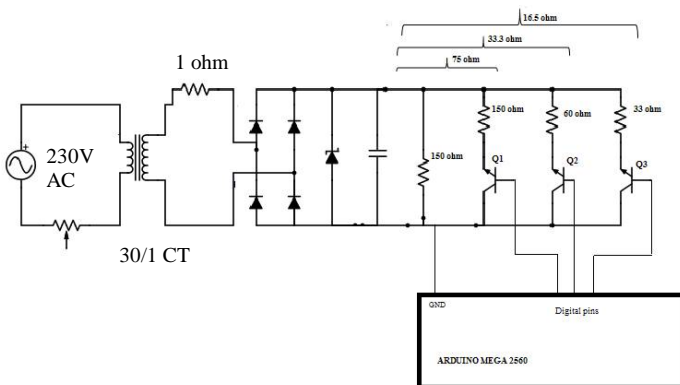 16.5 ohm
33.3 ohm
75 ohm
1 ohm
150 ohm
60 ohm
33 ohm
+
230V
AC
150 ohm
Q1
Q2
Q3
30/1 CT
GND
Digital pins
ARDUINO MEGA 2560